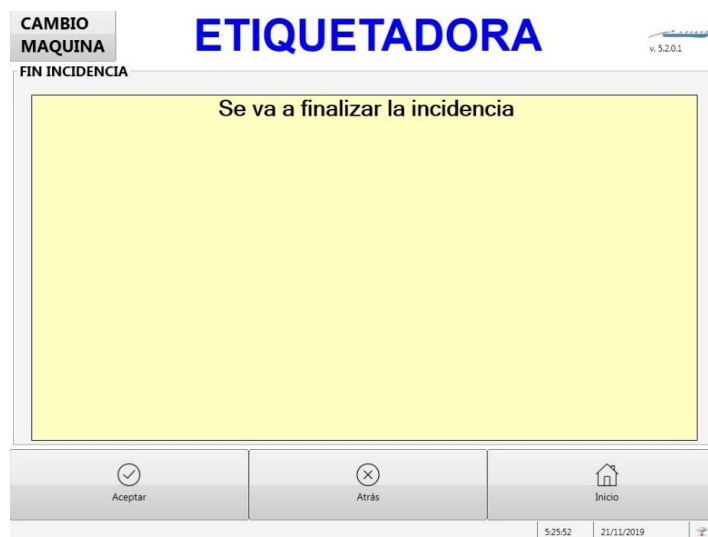 CAMBIO
MAQUINA
ETIQUETADORA
v. 5.2.0.1
FIN INCIDENCIA
Se va a finalizar la incidencia
Aceptar
Atrás
Inicio
5:25:52
21/11/2019